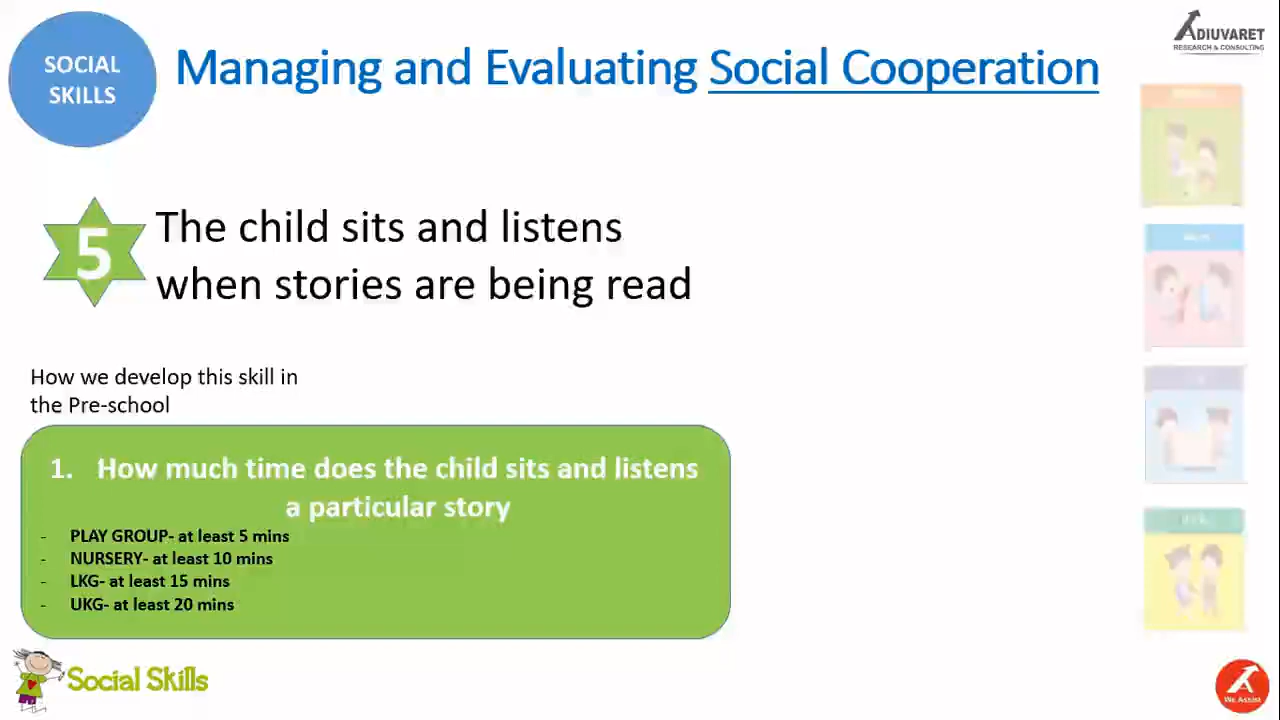 SOCIAL
SKILLS
Managing and Evaluating Social Cooperation
ADIUVARET
RESEARCH & CONSULTING
5
The child sits and listens
when stories are being read
How we develop this skill in
the Pre-school
1. How much time does the child sits and listens
a particular story
- PLAY GROUP- at least 5 mins
- NURSERY- at least 10 mins
- LKG- at least 15 mins
- UKG- at least 20 mins
Social Skills
We Assist